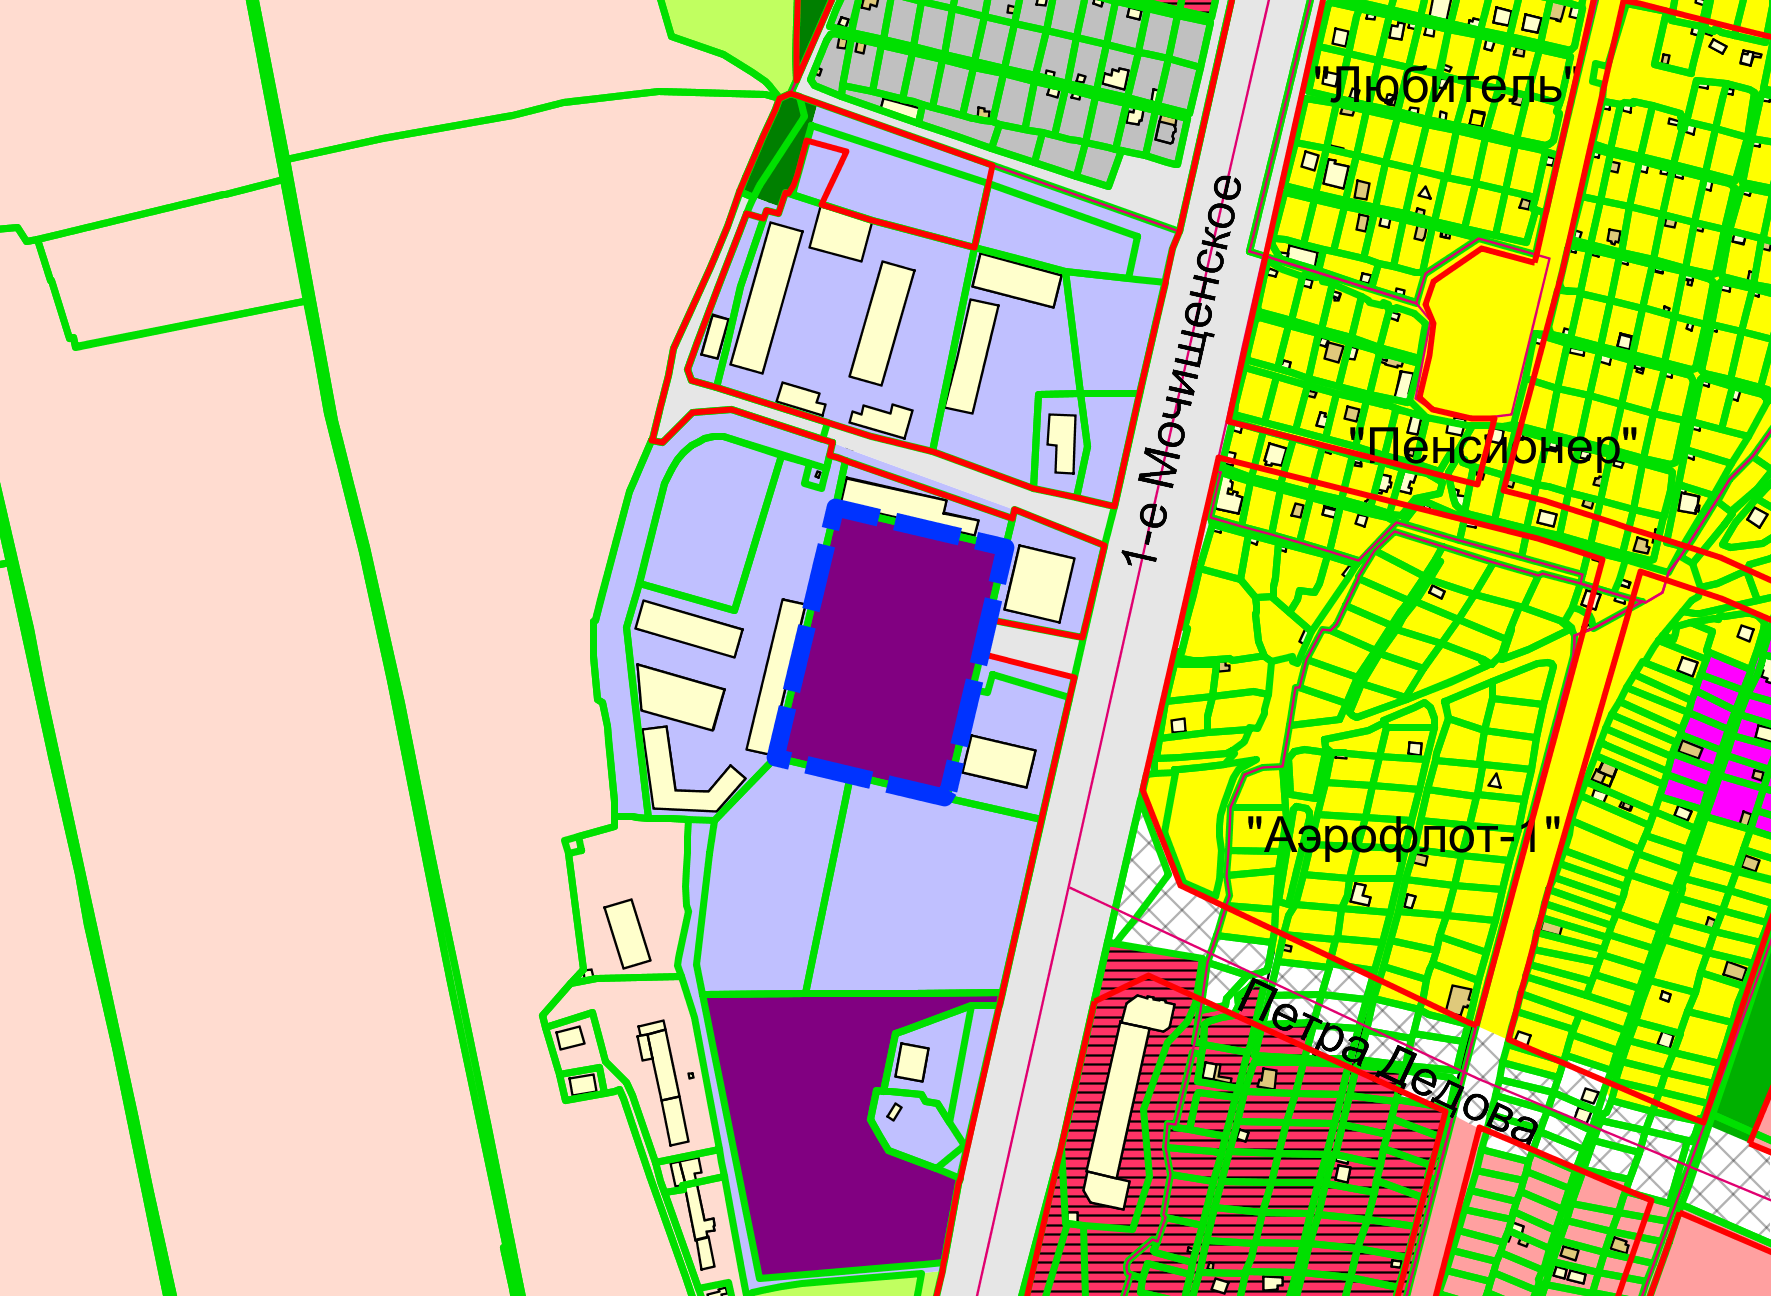 "Любитель"
1-е Мочищенское
"Пенсионер"
"Аэрофлот-1"
Петра Дедова